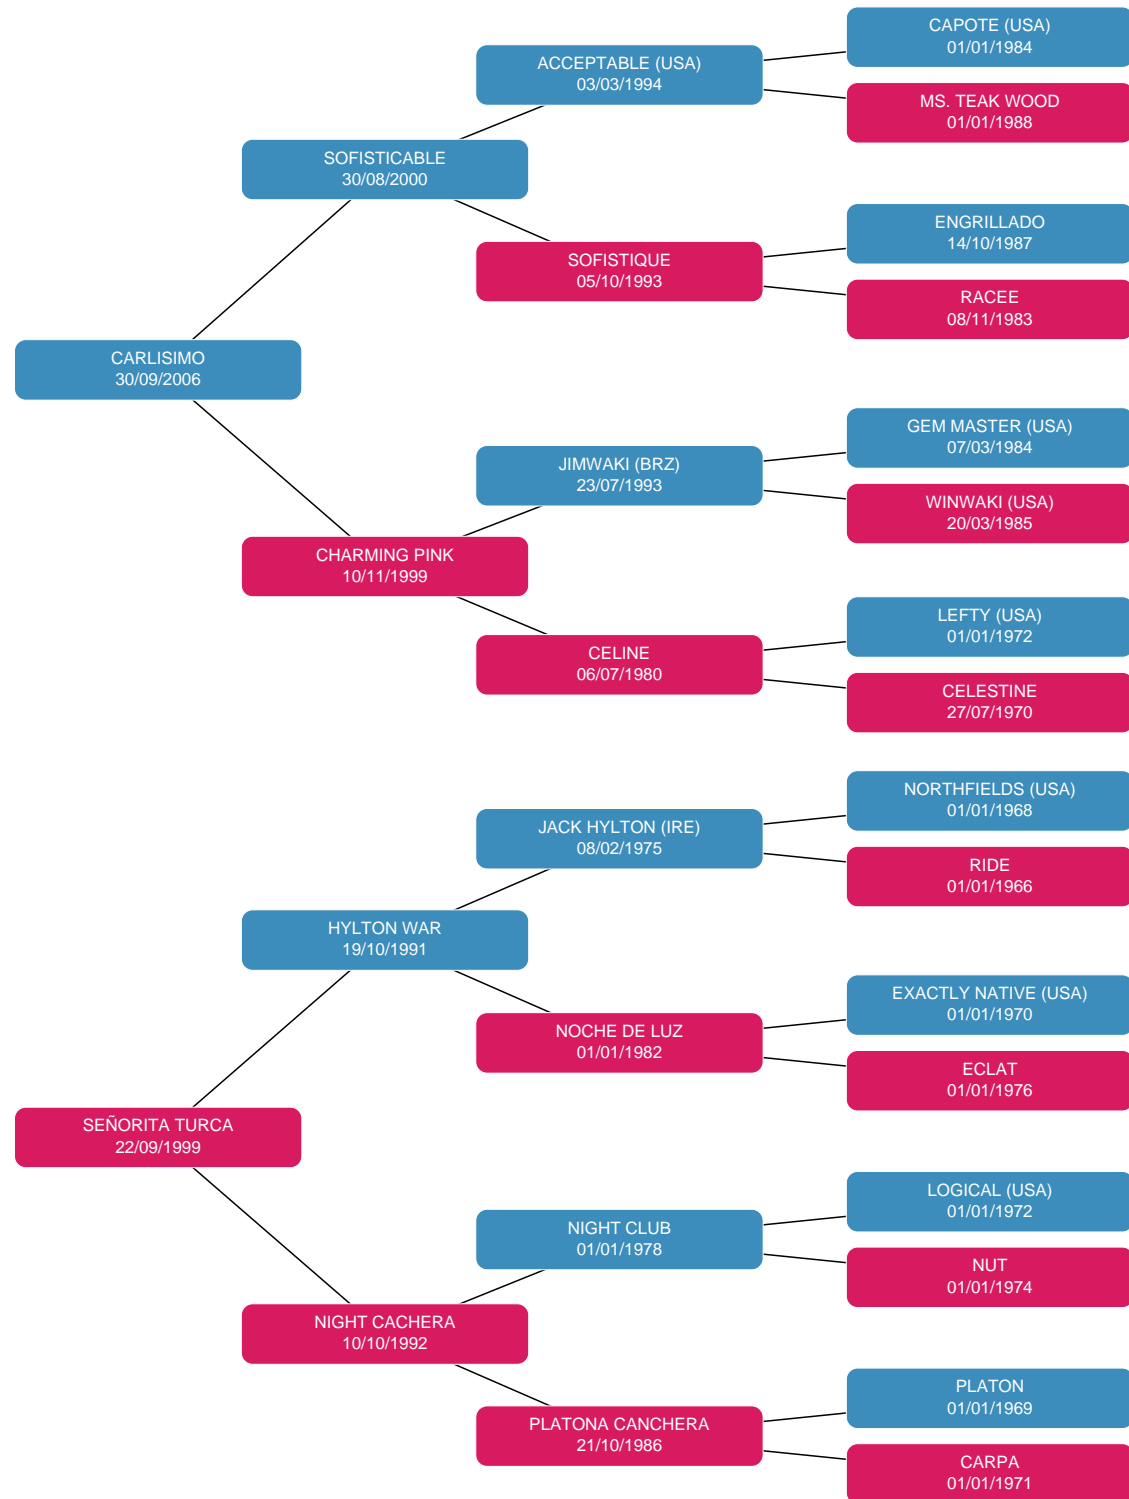 CAPOTE (USA)
01/01/1984
ACCEPTABLE (USA)
03/03/1994
MS. TEAK WOOD
01/01/1988
SOFISTICABLE
30/08/2000
ENGRILLADO
14/10/1987
SOFISTIQUE
05/10/1993
RACEE
08/11/1983
CARLISIMO
30/09/2006
GEM MASTER (USA)
07/03/1984
JIMWAKI (BRZ)
23/07/1993
WINWAKI (USA)
20/03/1985
CHARMING PINK
10/11/1999
LEFTY (USA)
01/01/1972
CELINE
06/07/1980
CELESTINE
27/07/1970
NORTHFIELDS (USA)
01/01/1968
JACK HYLTON (IRE)
08/02/1975
RIDE
01/01/1966
HYLTON WAR
19/10/1991
EXACTLY NATIVE (USA)
01/01/1970
NOCHE DE LUZ
01/01/1982
ECLAT
01/01/1976
SEÑORITA TURCA
22/09/1999
LOGICAL (USA)
01/01/1972
NIGHT CLUB
01/01/1978
NUT
01/01/1974
NIGHT CACHERA
10/10/1992
PLATON
01/01/1969
PLATONA CANCHERA
21/10/1986
CARPA
01/01/1971